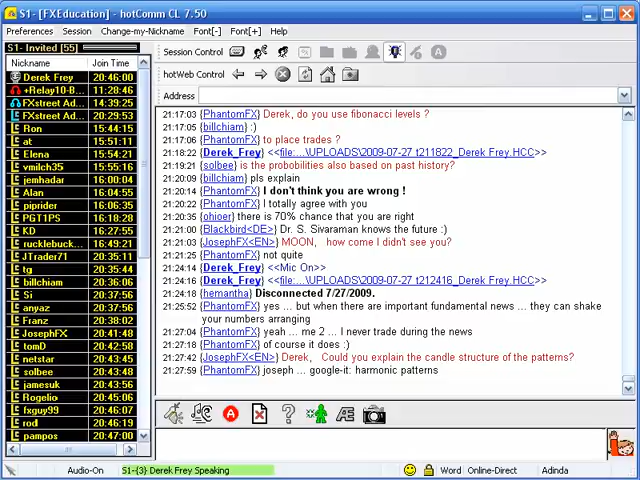 S1- [FXEducation] - hotComm CL 7.50
Preferences Session Change-my-Nickname Font[-] Font[+] Help
S1- Invited [55]
Nickname Join Time
Derek Frey 20:46:00
+Relay10-B... 11:28:46
FXstreet Ad... 14:39:25
FXstreet Ad... 20:29:53
Ron 15:44:15
at 15:51:11
Elena 15:54:21
vmilch35 15:55:16
jemhadar 16:00:04
Alan 16:04:55
piprider 16:05:36
PGT1PS 16:18:28
KD 16:27:55
rucklebuck... 16:49:21
JTrader71 20:35:11
tg 20:35:44
billchiam 20:36:56
Si 20:37:56
anyaz 20:37:56
Franz 20:38:02
JosephFX 20:41:48
tomD 20:42:58
netstar 20:43:45
solbee 20:43:48
jamesuk 20:43:56
Rogelio 20:45:06
fxguy99 20:46:07
rod 20:46:19
pampos 20:47:00
Session Control
hotWeb Control
Address
21:17:03 {PhantomFX} Derek, do you use fibonacci levels ?
21:17:05 {billchiam} :)
21:17:06 {PhantomFX} to place trades ?
21:18:22 {Derek_Frey} <<file:...\UPLOADS\2009-07-27 t211822_Derek Frey.HCC>>
21:19:21 {solbee} is the probobilities also based on past history?
21:20:09 {billchiam} pls explain
21:20:14 {PhantomFX} I don't think you are wrong !
21:20:22 {PhantomFX} I totally agree with you
21:20:35 {ohioer} there is 70% chance that you are right
21:21:00 {Blackbird<DE>} Dr. S. Sivaraman knows the future :)
21:21:03 {JosephFX<EN>} MOON, how come I didn't see you?
21:21:25 {PhantomFX} not quite
21:24:14 {Derek_Frey} <<Mic On>>
21:24:16 {Derek_Frey} <<file:...\UPLOADS\2009-07-27 t212416_Derek Frey.HCC>>
21:24:18 {hemantha} Disconnected 7/27/2009.
21:25:52 {PhantomFX} yes ... but when there are important fundamental news ... they can shake
your numbers arranging
21:27:04 {PhantomFX} yeah ... me 2 ... I never trade during the news
21:27:18 {PhantomFX} of course it does :)
21:27:42 {JosephFX<EN>} Derek, Could you explain the candle structure of the patterns?
21:27:59 {PhantomFX} joseph ... google-it: harmonic patterns
Audio-On S1-{3} Derek Frey Speaking Word Online-Direct Adinda